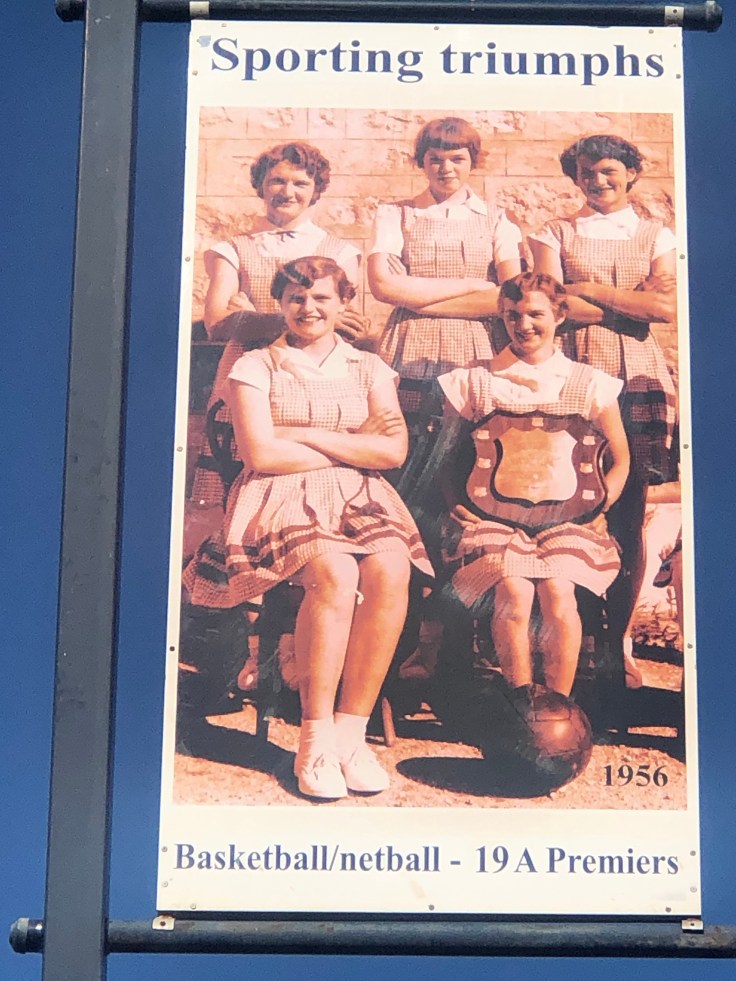 Sporting triumphs
1956
Basketball/netball - 19 A Premiers